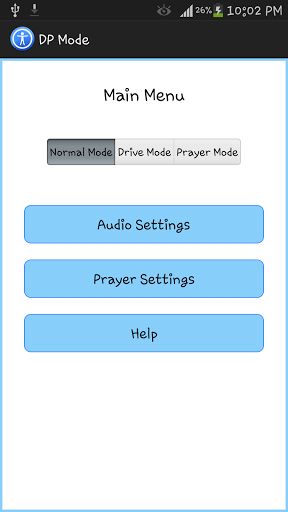 26% 10:02 PM
DP Mode
Main Menu
Normal Mode Drive Mode Prayer Mode
Audio Settings
Prayer Settings
Help